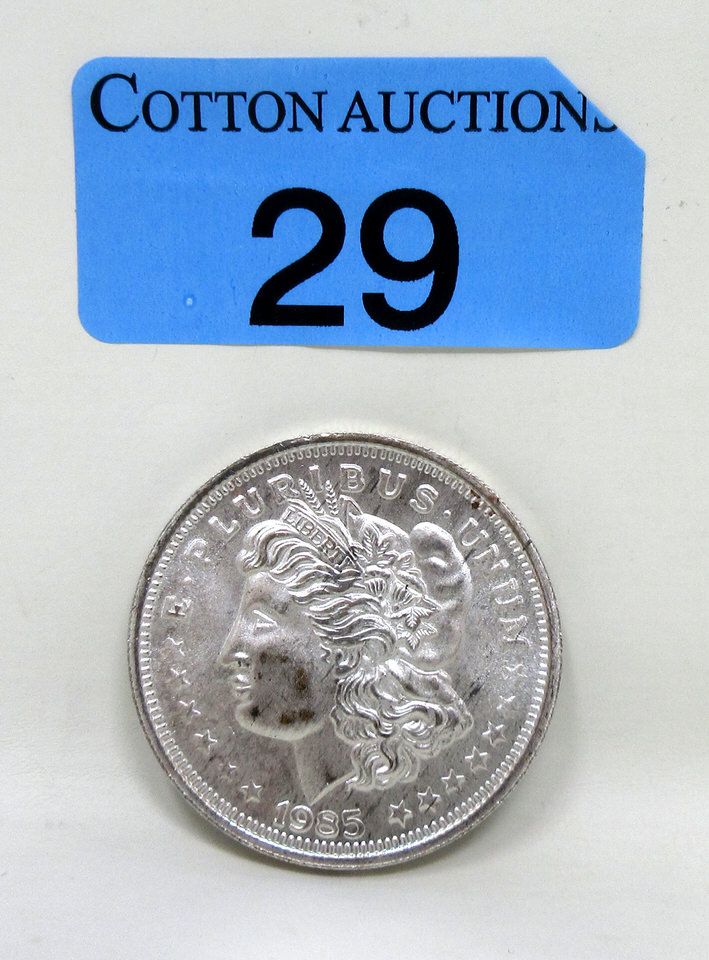 COTTON AUCTIONS
29
E · PLURIBUS · UNUM
LIBERTY
1985